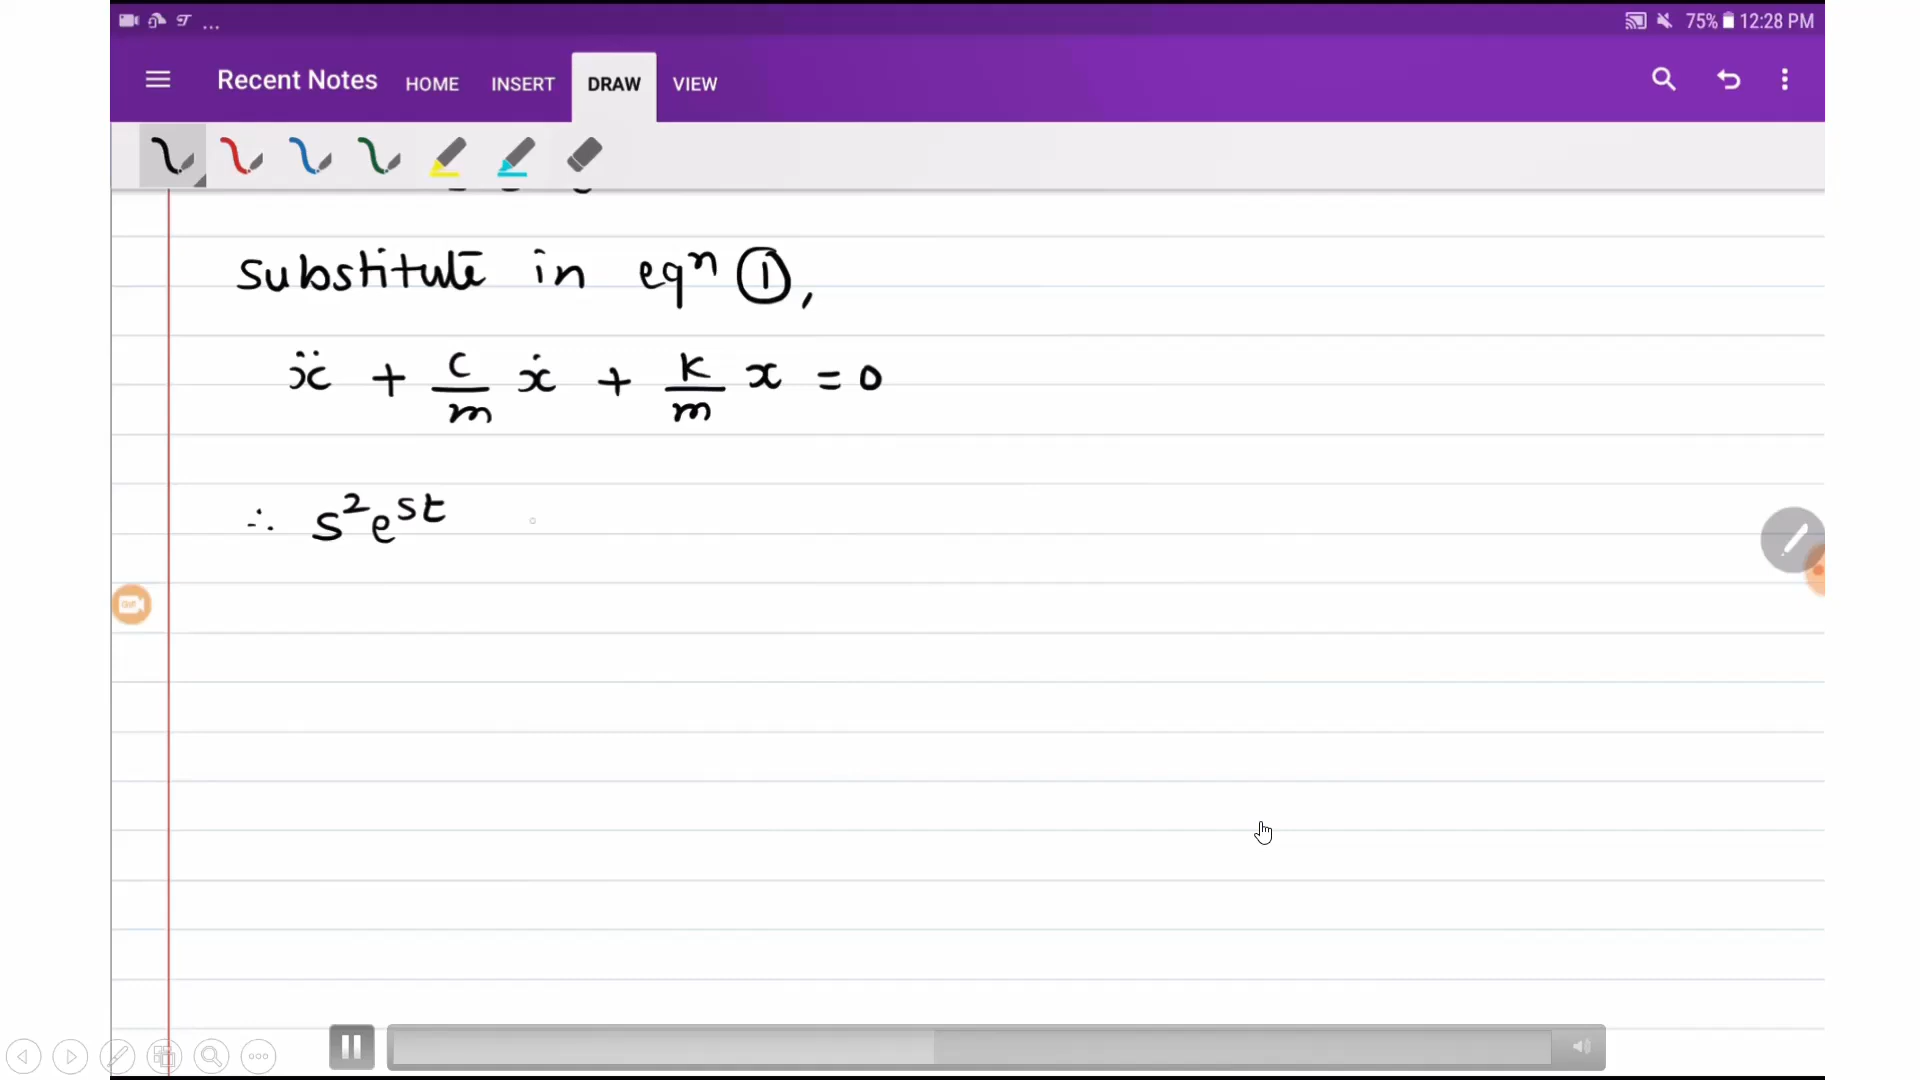 75% 12:28 PM
Recent Notes HOME INSERT DRAW VIEW
substitute in eqⁿ ①,
ẍ + c/m ẋ + k/m x = 0
∴ s²eˢᵗ